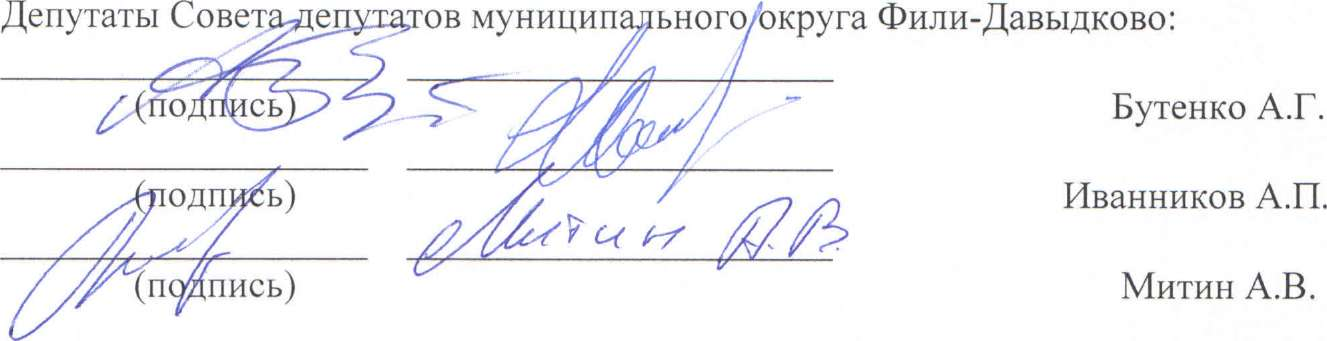 Депутаты Совета депутатов муниципального округа Фили-Давыдково:
(подпись) Бутенко А.Г.
(подпись) Иванников А.П.
Митин А.В.
(подпись) Митин А.В.